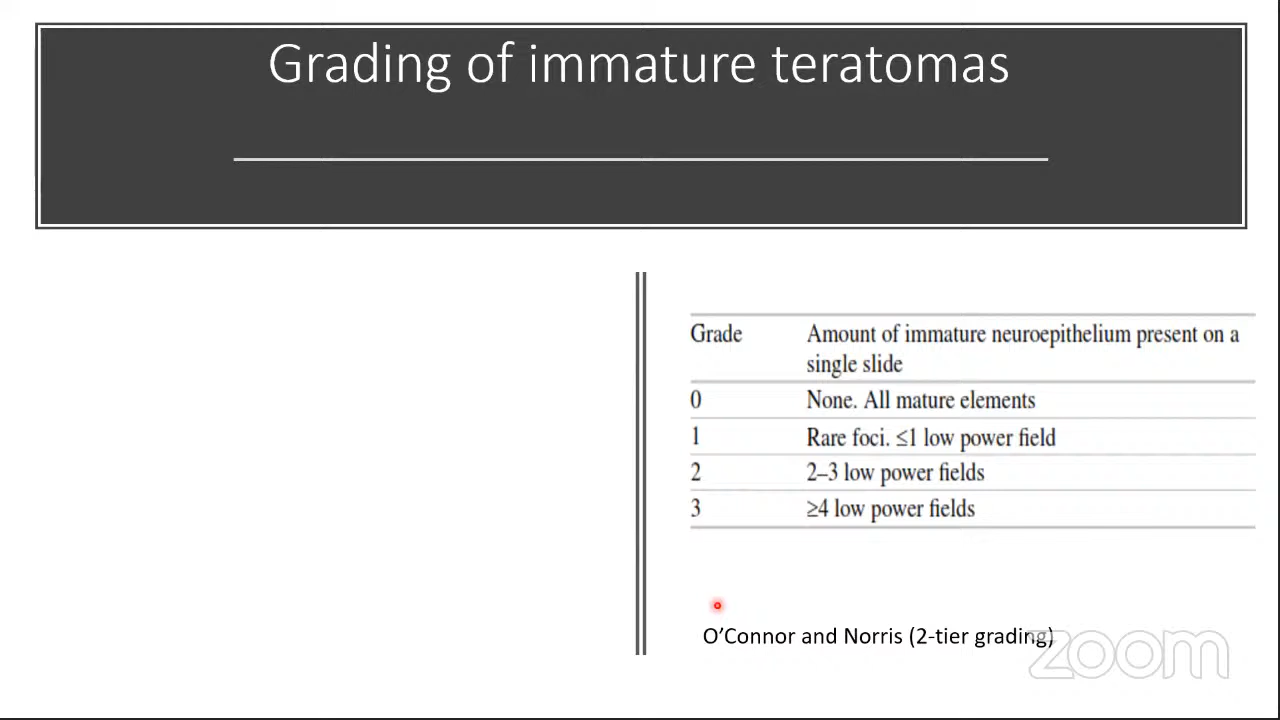 Grading of immature teratomas
Grade Amount of immature neuroepithelium present on a
single slide
0 None. All mature elements
1 Rare foci. ≤1 low power field
2 2–3 low power fields
3 ≥4 low power fields
O’Connor and Norris (2-tier grading)
zoom